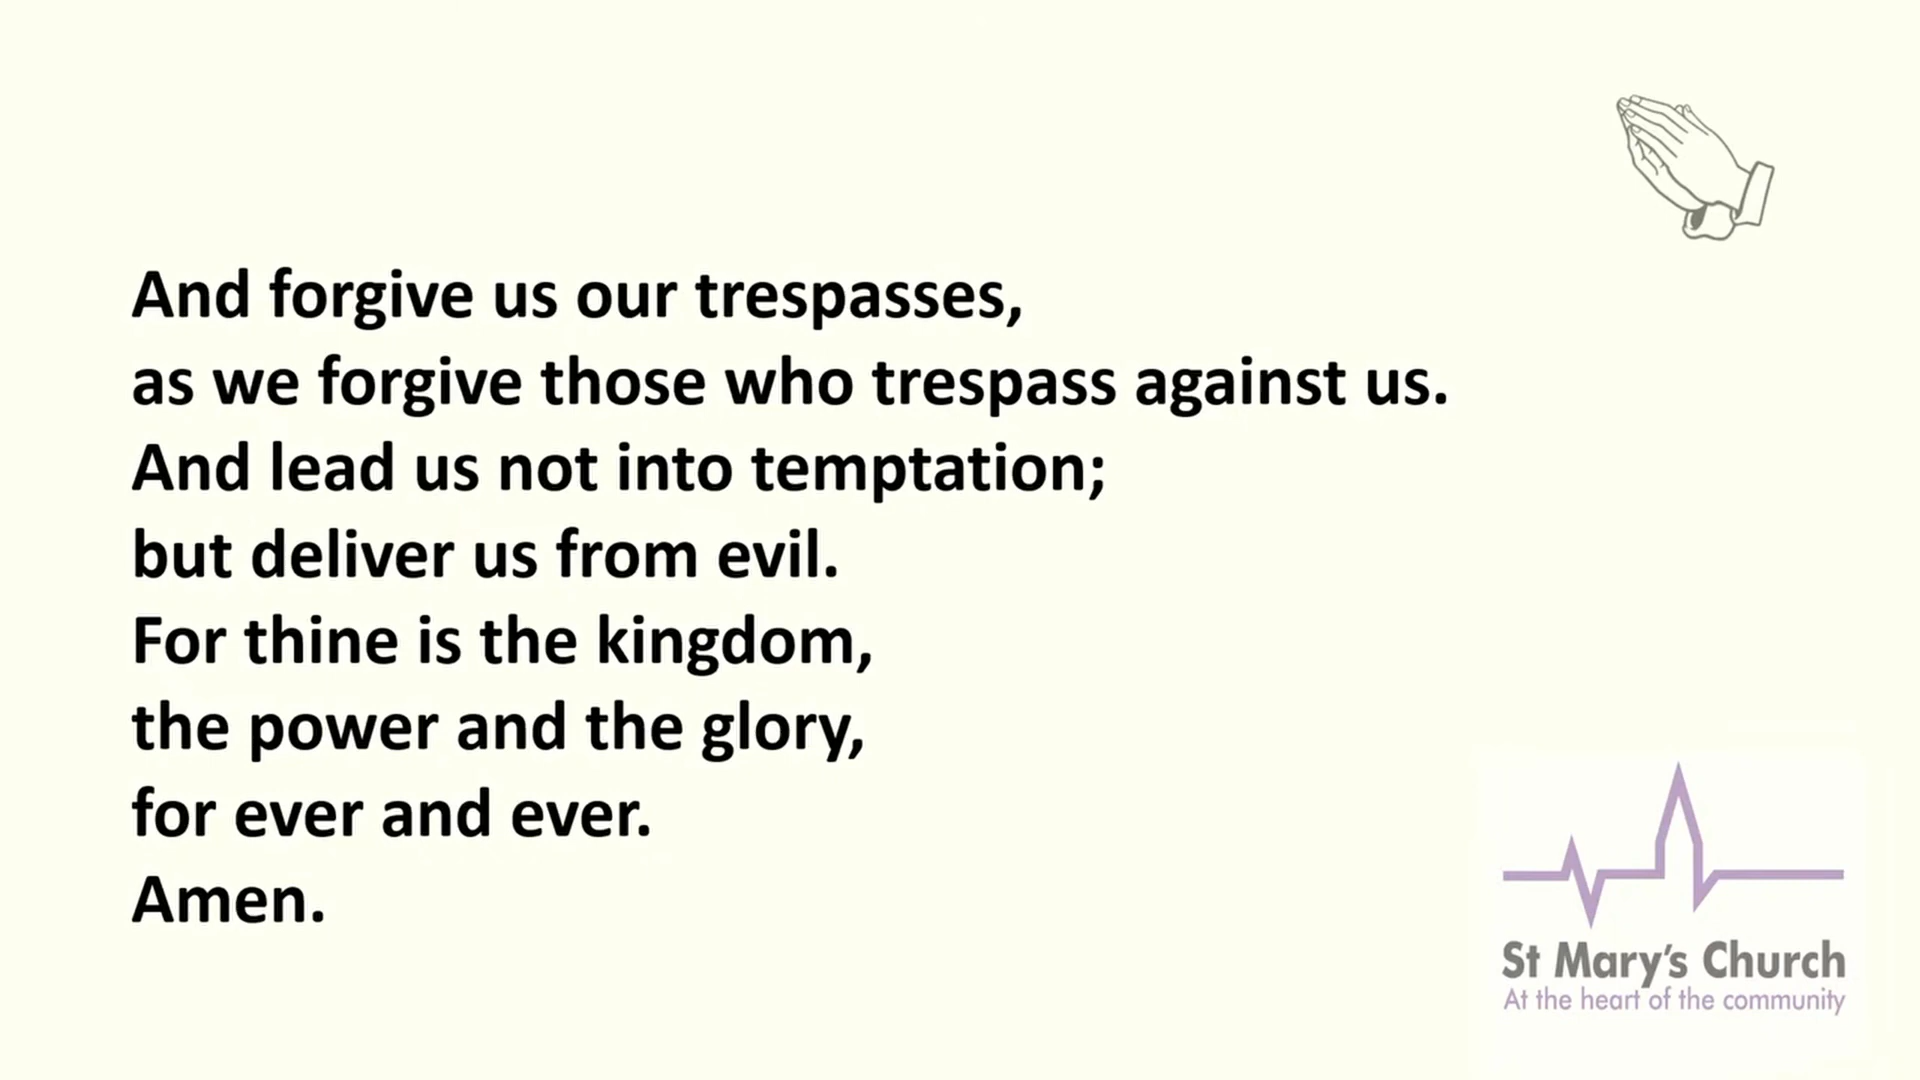 And forgive us our trespasses,
as we forgive those who trespass against us.
And lead us not into temptation;
but deliver us from evil.
For thine is the kingdom,
the power and the glory,
for ever and ever.
Amen.
St Mary's Church
At the heart of the community